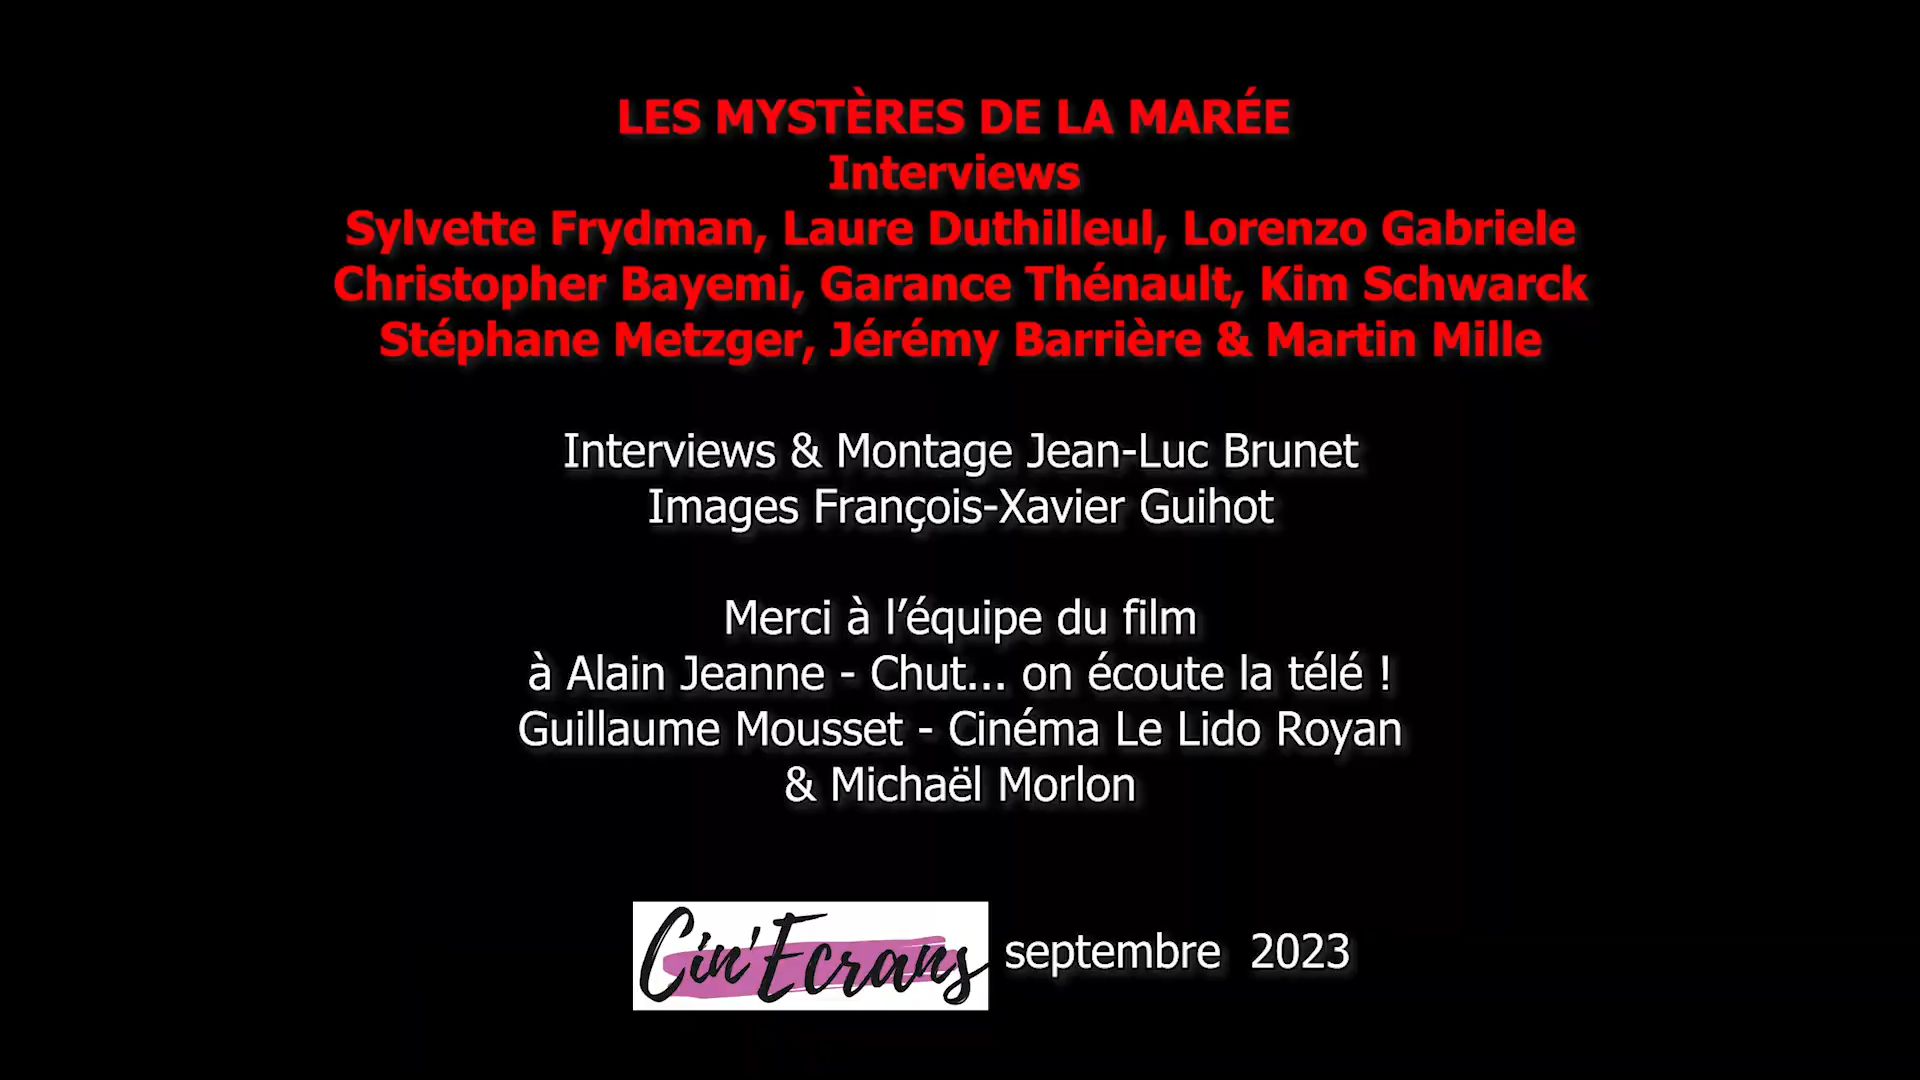 LES MYSTÈRES DE LA MARÉE
Interviews
Sylvette Frydman, Laure Duthilleul, Lorenzo Gabriele
Christopher Bayemi, Garance Thénault, Kim Schwarck
Stéphane Metzger, Jérémy Barrière & Martin Mille
Interviews & Montage Jean-Luc Brunet
Images François-Xavier Guihot
Merci à l’équipe du film
à Alain Jeanne - Chut... on écoute la télé !
Guillaume Mousset - Cinéma Le Lido Royan
& Michaël Morlon
Cin'Ecrans septembre 2023